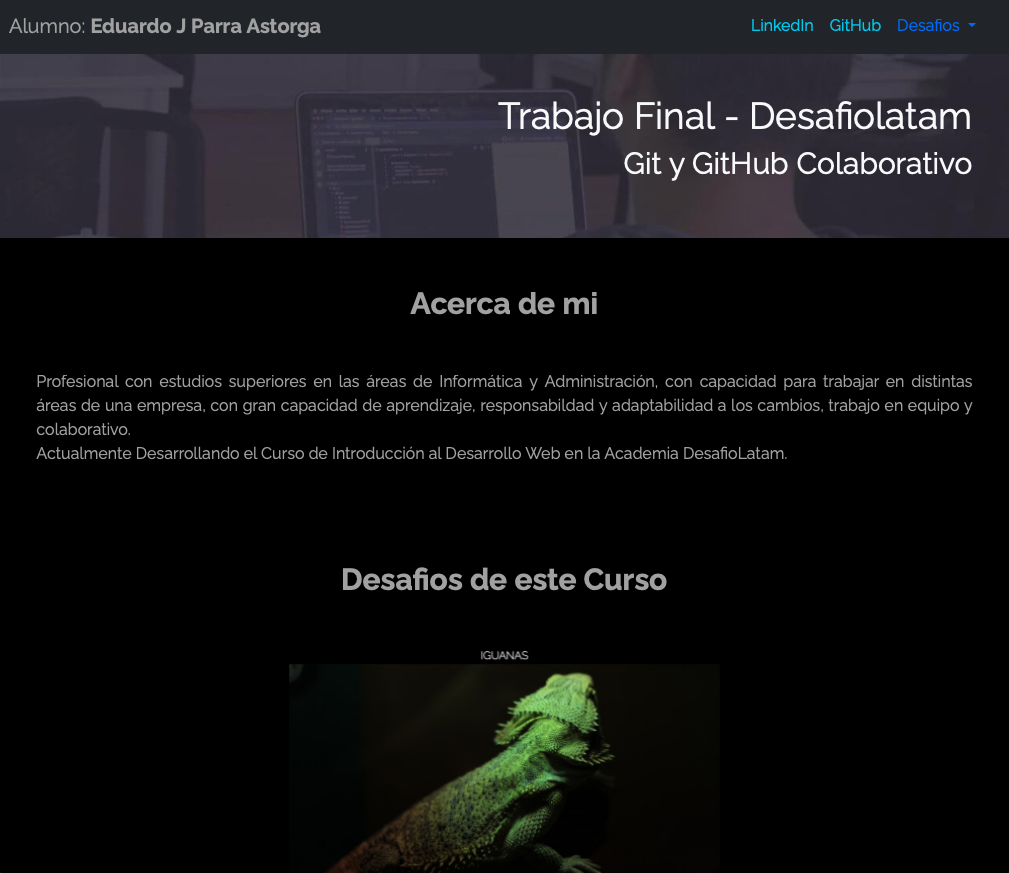 Alumno: Eduardo J Parra Astorga
LinkedIn GitHub Desafios
Trabajo Final - Desafiolatam
Git y GitHub Colaborativo
Acerca de mi
Profesional con estudios superiores en las áreas de Informática y Administración, con capacidad para trabajar en distintas
áreas de una empresa, con gran capacidad de aprendizaje, responsabildad y adaptabilidad a los cambios, trabajo en equipo y
colaborativo.
Actualmente Desarrollando el Curso de Introducción al Desarrollo Web en la Academia DesafioLatam.
Desafios de este Curso
IGUANAS